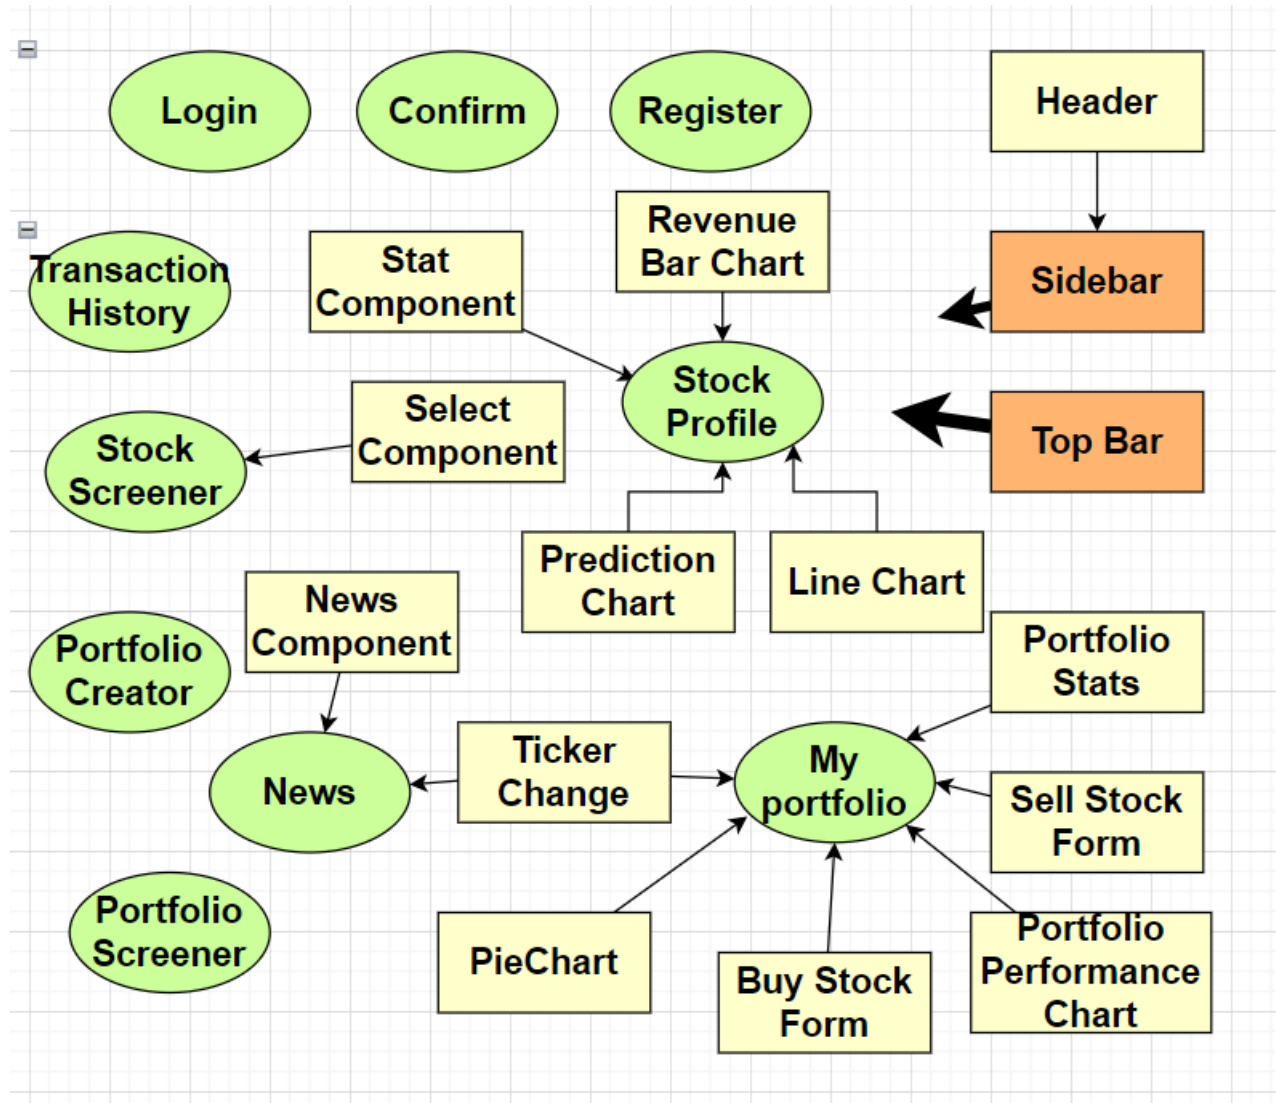 Login
Confirm
Register
Header
Revenue
Bar Chart
Stat
Component
Transaction
History
Sidebar
Stock
Profile
Select
Component
Stock
Screener
Top Bar
Prediction
Chart
Line Chart
News
Component
Portfolio
Creator
Portfolio
Stats
News
Ticker
Change
My
portfolio
Sell Stock
Form
Portfolio
Screener
PieChart
Buy Stock
Form
Portfolio
Performance
Chart